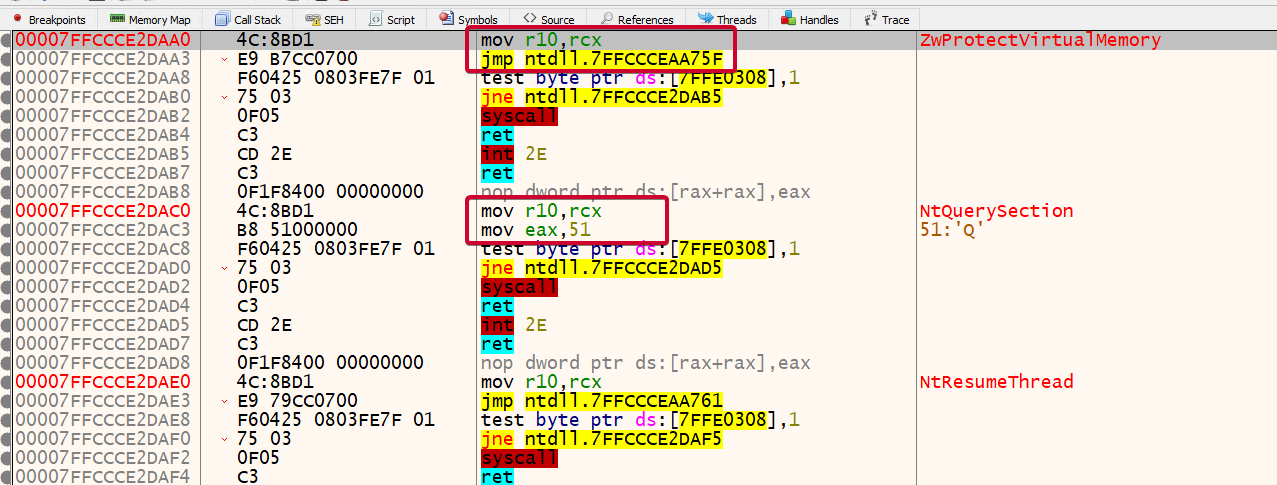 Breakpoints Memory Map Call Stack SEH Script Symbols Source References Threads Handles Trace
00007FFCCCE2DAA0 4C:8BD1 mov r10,rcx ZwProtectVirtualMemory
00007FFCCCE2DAA3 E9 B7CC0700 jmp ntdll.7FFCCCEAA75F
00007FFCCCE2DAA8 F60425 0803FE7F 01 test byte ptr ds:[7FFE0308],1
00007FFCCCE2DAB0 75 03 jne ntdll.7FFCCCE2DAB5
00007FFCCCE2DAB2 0F05 syscall
00007FFCCCE2DAB4 C3 ret
00007FFCCCE2DAB5 CD 2E int 2E
00007FFCCCE2DAB7 C3 ret
00007FFCCCE2DAB8 0F1F8400 00000000 nop dword ptr ds:[rax+rax],eax
00007FFCCCE2DAC0 4C:8BD1 mov r10,rcx NtQuerySection
00007FFCCCE2DAC3 B8 51000000 mov eax,51 51:'Q'
00007FFCCCE2DAC8 F60425 0803FE7F 01 test byte ptr ds:[7FFE0308],1
00007FFCCCE2DAD0 75 03 jne ntdll.7FFCCCE2DAD5
00007FFCCCE2DAD2 0F05 syscall
00007FFCCCE2DAD4 C3 ret
00007FFCCCE2DAD5 CD 2E int 2E
00007FFCCCE2DAD7 C3 ret
00007FFCCCE2DAD8 0F1F8400 00000000 nop dword ptr ds:[rax+rax],eax
00007FFCCCE2DAE0 4C:8BD1 mov r10,rcx NtResumeThread
00007FFCCCE2DAE3 E9 79CC0700 jmp ntdll.7FFCCCEAA761
00007FFCCCE2DAE8 F60425 0803FE7F 01 test byte ptr ds:[7FFE0308],1
00007FFCCCE2DAF0 75 03 jne ntdll.7FFCCCE2DAF5
00007FFCCCE2DAF2 0F05 syscall
00007FFCCCE2DAF4 C3 ret